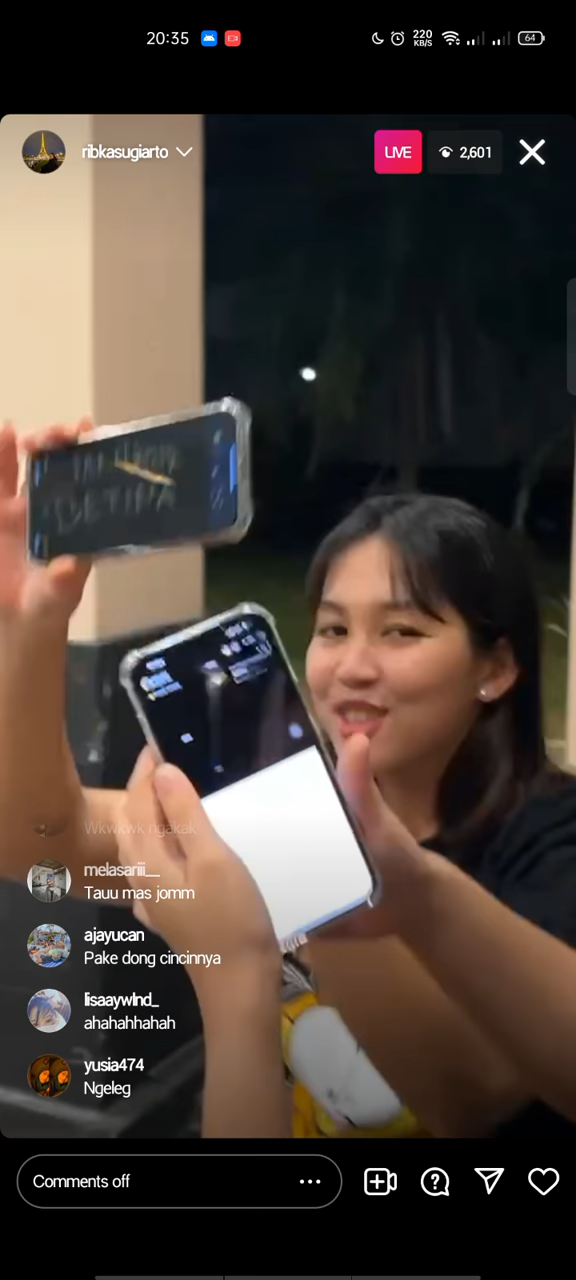 20:35
220
KB/S
64
ribkasugiarto
LIVE
2,601
Wkwkwk ngakak
melasariii__
Tauu mas jomm
ajayucan
Pake dong cincinnya
lisaaywlnd_
ahahahhahah
yusia474
Ngeleg
Comments off